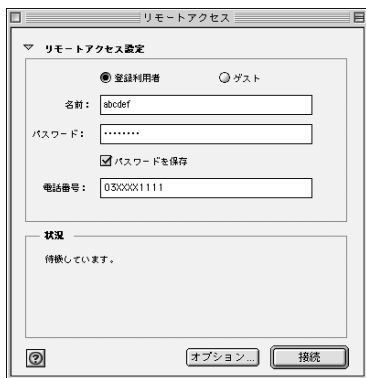 リモートアクセス
リモートアクセス設定
登録利用者 ゲスト
名前： abcdef
パスワード： ••••••••
パスワードを保存
電話番号： 03XXXX1111
状況
待機しています。
? オプション... 接続